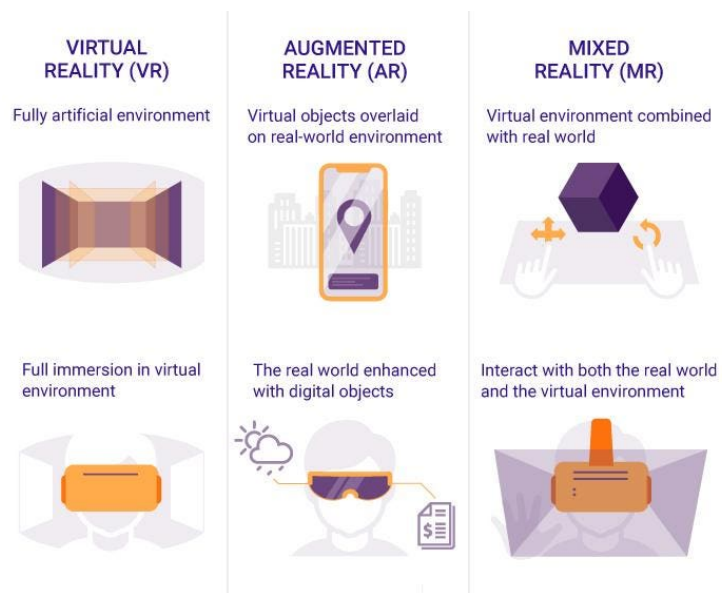 VIRTUAL
REALITY (VR)
Fully artificial environment
Full immersion in virtual
environment
AUGMENTED
REALITY (AR)
Virtual objects overlaid
on real-world environment
The real world enhanced
with digital objects
$
MIXED
REALITY (MR)
Virtual environment combined
with real world
Interact with both the real world
and the virtual environment